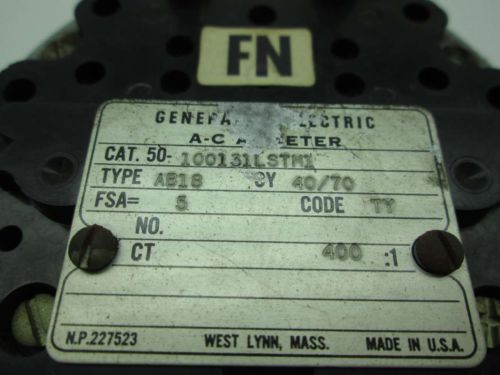 FN
GENERAL ELECTRIC
A-C AMMETER
CAT. 50-100131LSTM1
TYPE AB18 CY 40/70
FSA= 5 CODE TY
NO.
CT 400 :1
N.P.227523 WEST LYNN, MASS. MADE IN U.S.A.